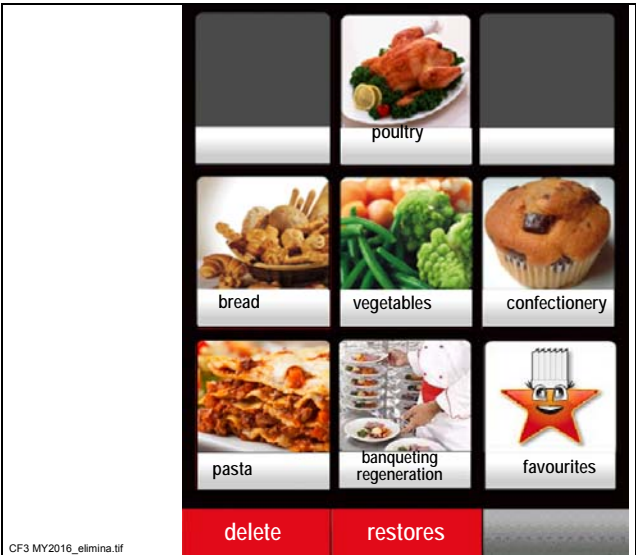 poultry
bread
vegetables
confectionery
pasta
banqueting
regeneration
favourites
delete
restores
CF3 MY2016_elimina.tif